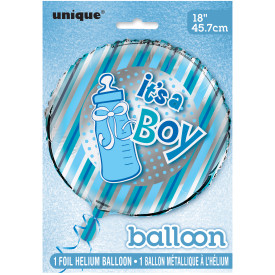 unique®
18"
45.7cm
it's a
Boy
balloon
1 FOIL HELIUM BALLOON • 1 BALLON MÉTALLIQUE À L'HÉLIUM